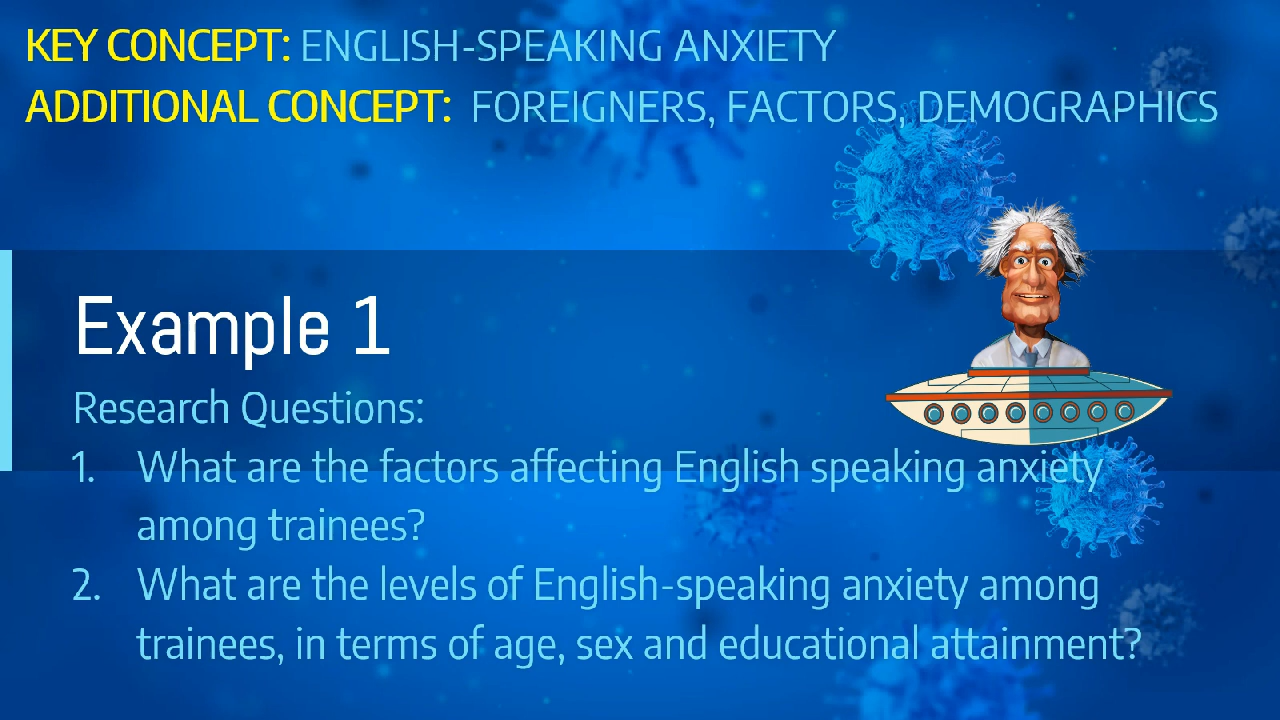 KEY CONCEPT: ENGLISH-SPEAKING ANXIETY
ADDITIONAL CONCEPT: FOREIGNERS, FACTORS, DEMOGRAPHICS
Example 1
Research Questions:
1. What are the factors affecting English speaking anxiety
among trainees?
2. What are the levels of English-speaking anxiety among
trainees, in terms of age, sex and educational attainment?